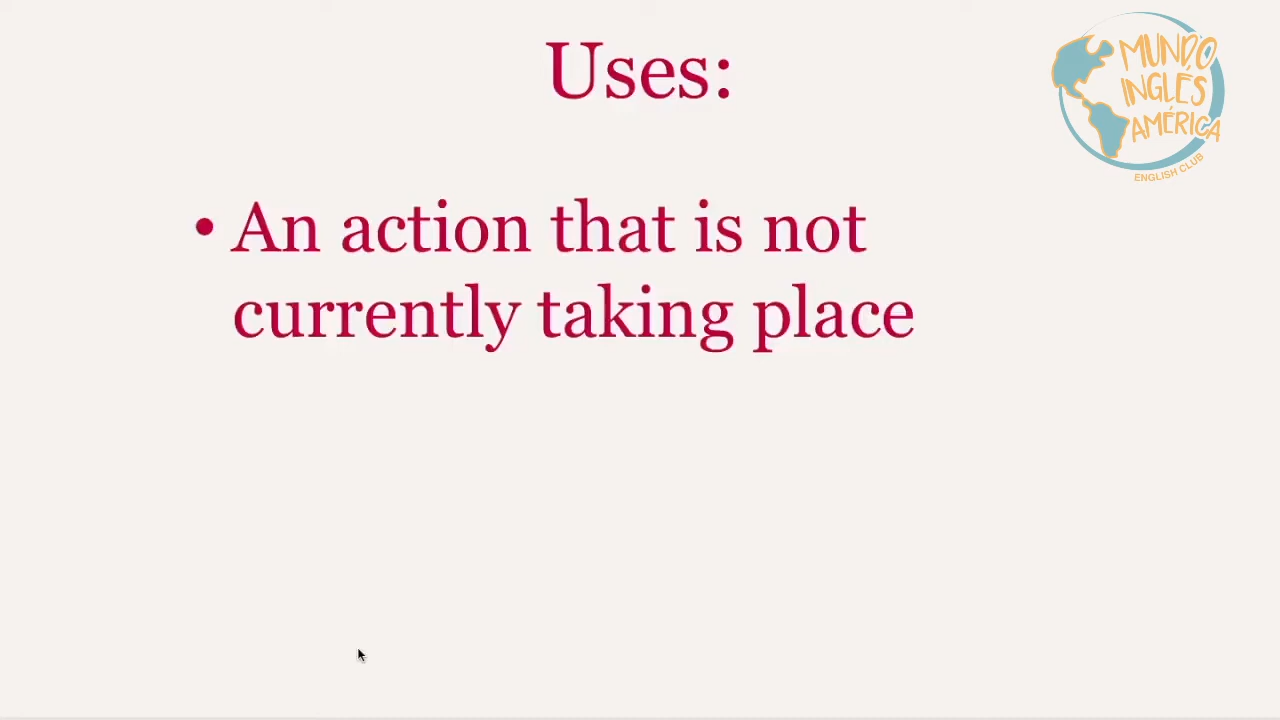 Uses:
MUNDO
INGLÉS
AMÉRICA
ENGLISH CLUB
• An action that is not
currently taking place